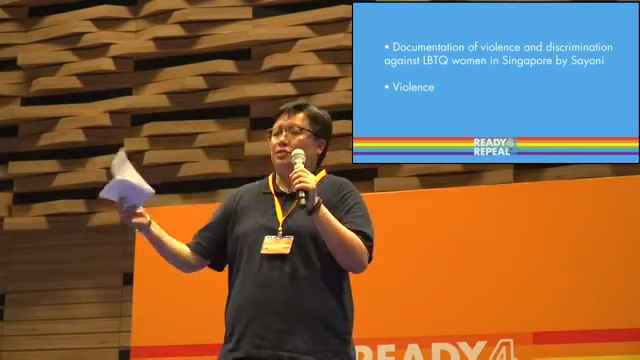 ▪ Documentation of violence and discrimination
against LBTQ women in Singapore by Sayoni
▪ Violence
READY4
REPEAL
READY4